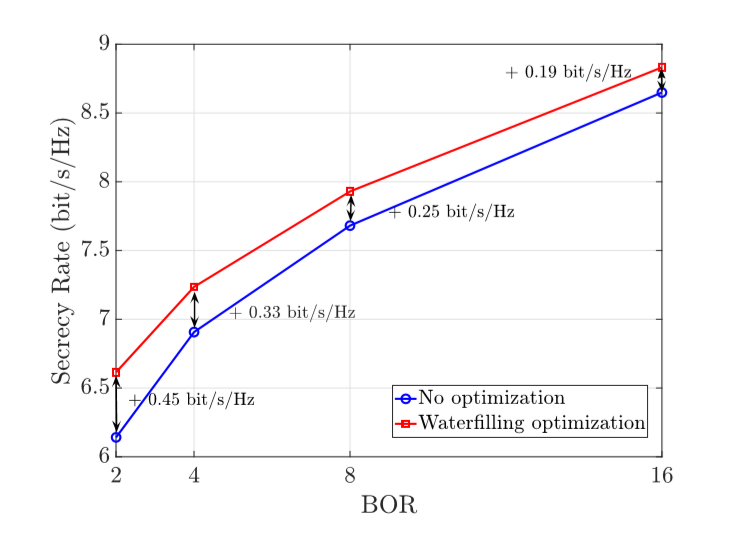 9
+ 0.19 bit/s/Hz
8.5
8
+ 0.25 bit/s/Hz
7.5
+ 0.33 bit/s/Hz
7
6.5
+ 0.45 bit/s/Hz
6
Secrecy Rate (bit/s/Hz)
No optimization
Waterfilling optimization
2 4 8 16
BOR